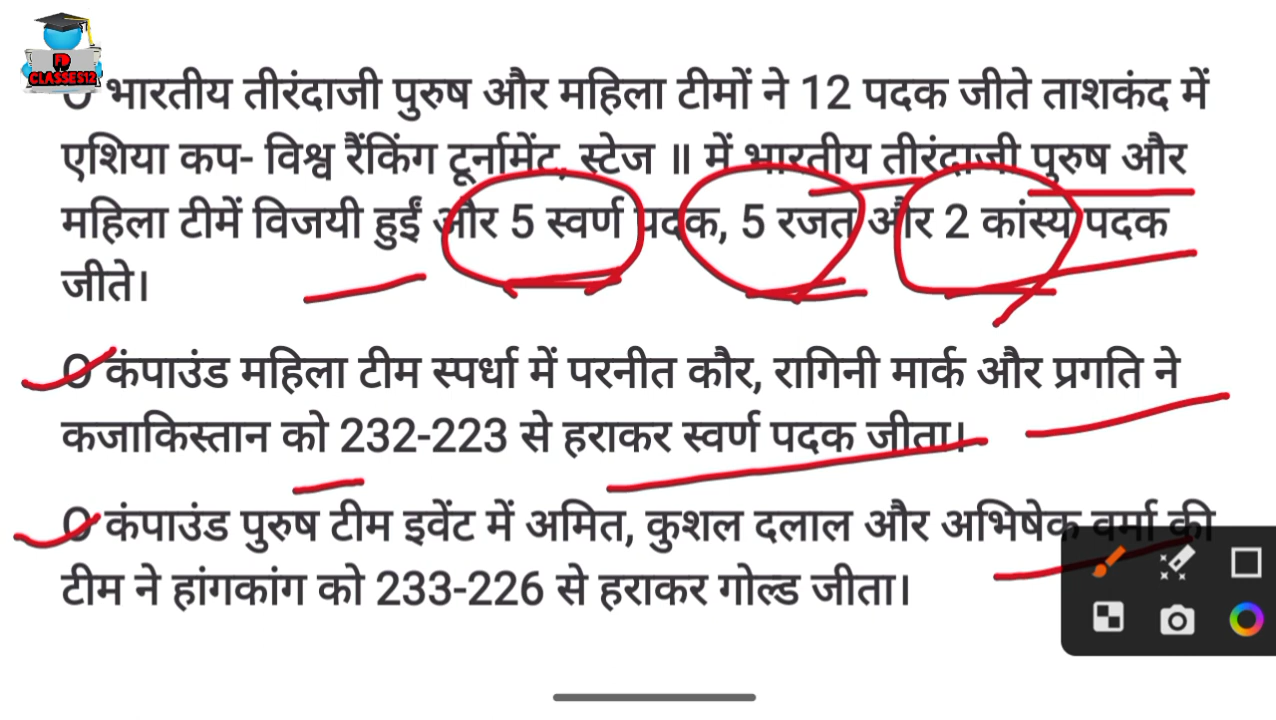 FD
CLASSES12
O भारतीय तीरंदाजी पुरुष और महिला टीमों ने 12 पदक जीते ताशकंद में
एशिया कप- विश्व रैंकिंग टूर्नामेंट, स्टेज II में भारतीय तीरंदाजी पुरुष और
महिला टीमें विजयी हुईं और 5 स्वर्ण पदक, 5 रजत और 2 कांस्य पदक
जीते।
O कंपाउंड महिला टीम स्पर्धा में परनीत कौर, रागिनी मार्क और प्रगति ने
कजाकिस्तान को 232-223 से हराकर स्वर्ण पदक जीता।
O कंपाउंड पुरुष टीम इवेंट में अमित, कुशल दलाल और अभिषेक वर्मा की
टीम ने हांगकांग को 233-226 से हराकर गोल्ड जीता।